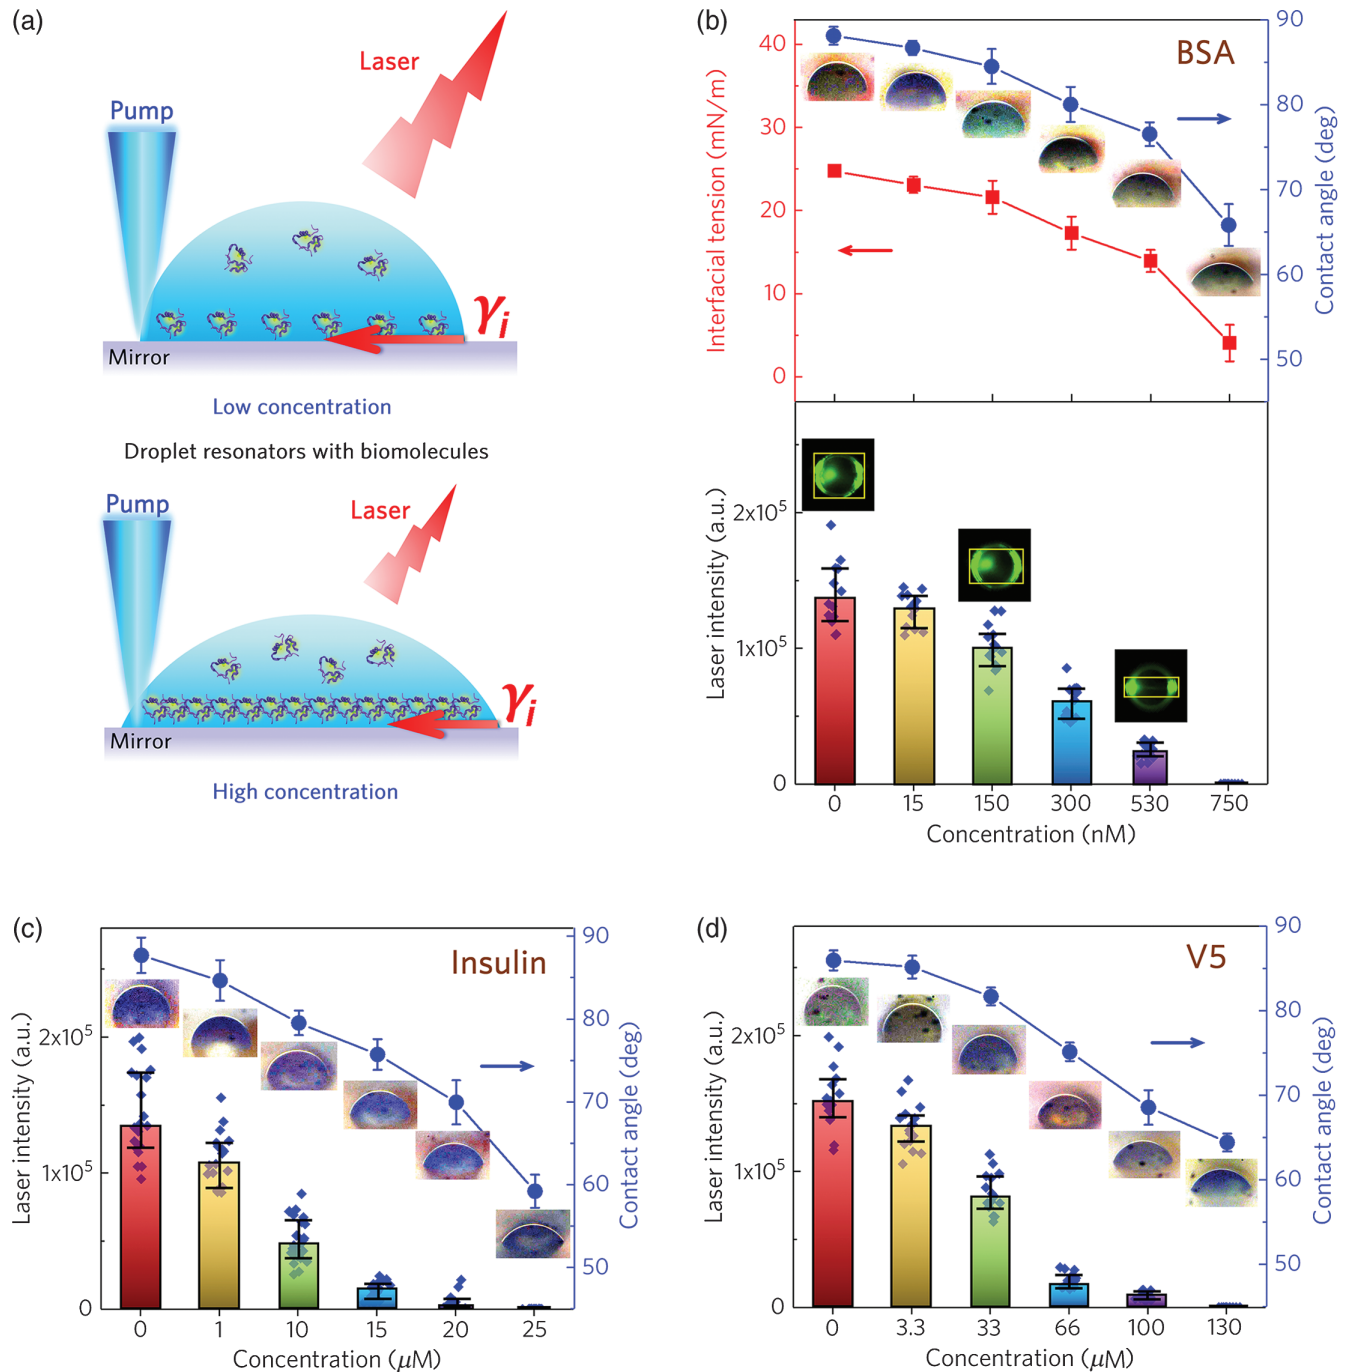 (a)
Laser
Pump
γi
Mirror
Low concentration
Droplet resonators with biomolecules
Pump
Laser
γi
Mirror
High concentration
(b)
BSA
40
30
20
10
0
Interfacial tension (mN/m)
90
80
70
60
50
Contact angle (deg)
2x10⁵
1x10⁵
0
Laser intensity (a.u.)
0 15 150 300 530 750
Concentration (nM)
(c)
Insulin
2x10⁵
1x10⁵
0
Laser intensity (a.u.)
90
80
70
60
50
Contact angle (deg)
0 1 10 15 20 25
Concentration (μM)
(d)
V5
2x10⁵
1x10⁵
0
Laser intensity (a.u.)
90
80
70
60
50
Contact angle (deg)
0 3.3 33 66 100 130
Concentration (μM)